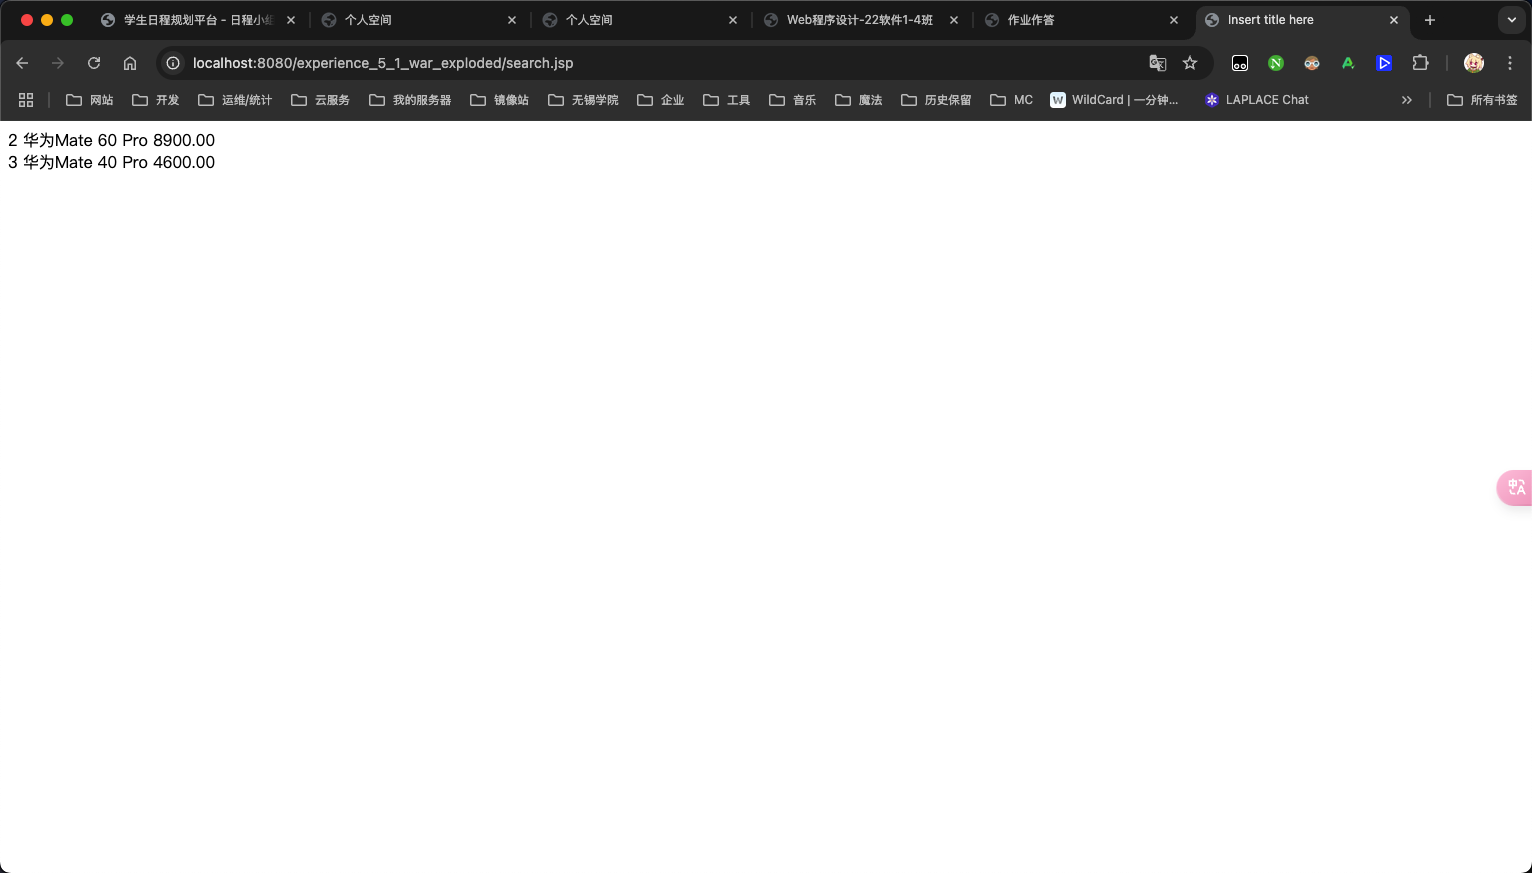 学生日程规划平台 - 日程小
个人空间
个人空间
Web程序设计-22软件1-4班
作业作答
Insert title here
localhost:8080/experience_5_1_war_exploded/search.jsp
网站
开发
运维/统计
云服务
我的服务器
镜像站
无锡学院
企业
工具
音乐
魔法
历史保留
MC
WildCard | 一分钟...
LAPLACE Chat
所有书签
2 华为Mate 60 Pro 8900.00
3 华为Mate 40 Pro 4600.00